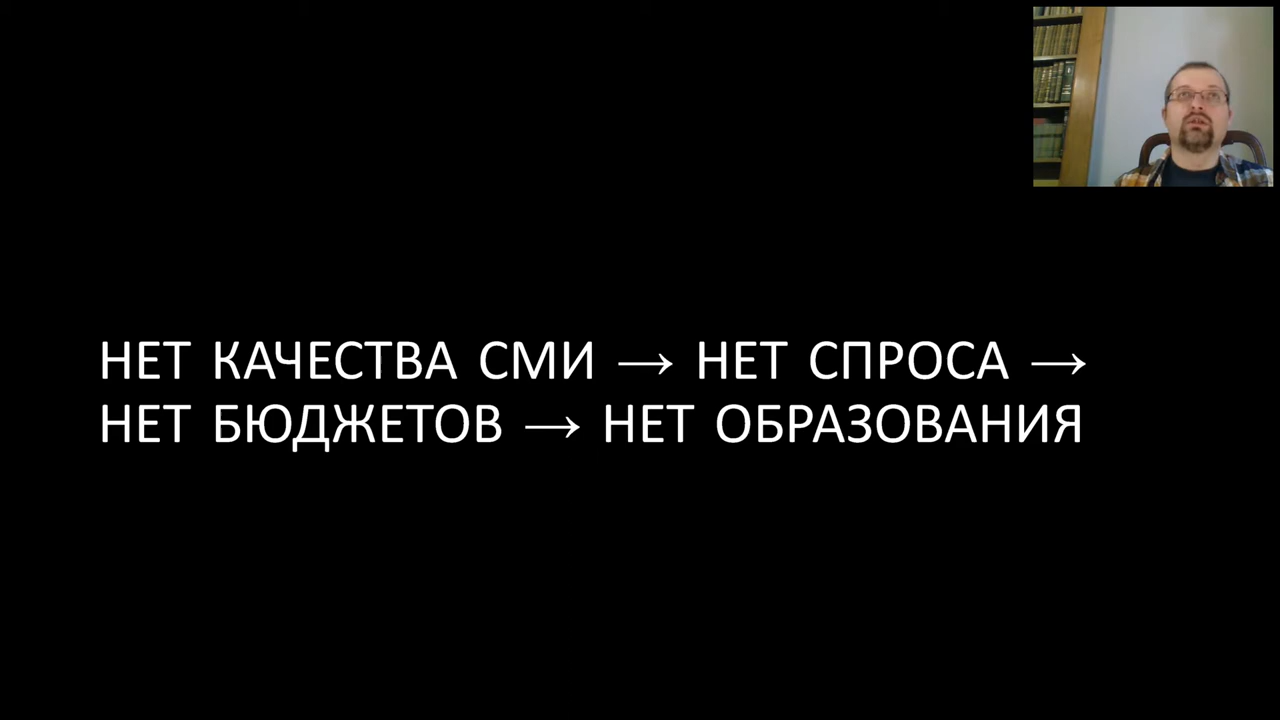 НЕТ КАЧЕСТВА СМИ → НЕТ СПРОСА →
НЕТ БЮДЖЕТОВ → НЕТ ОБРАЗОВАНИЯ